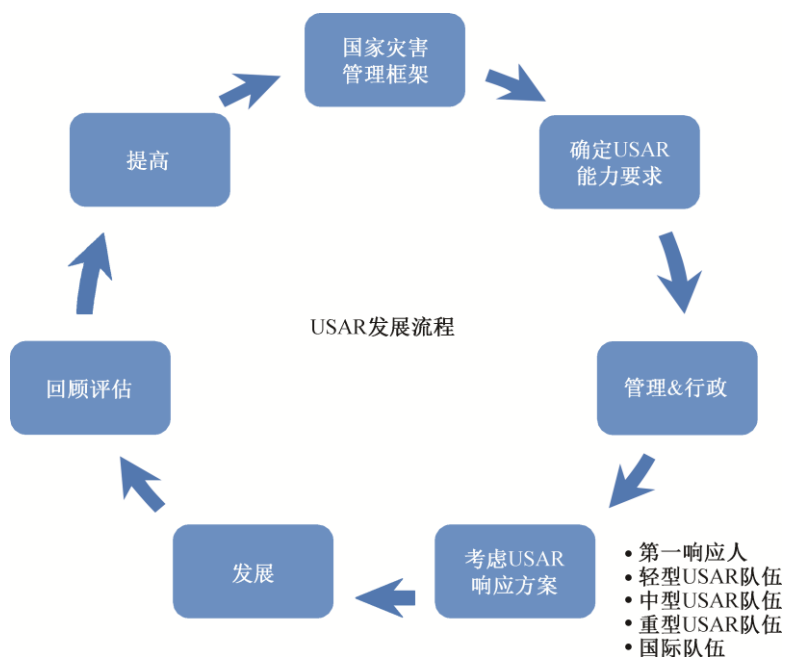 国家灾害
管理框架
确定USAR
能力要求
管理&行政
考虑USAR
响应方案
• 第一响应人
• 轻型USAR队伍
• 中型USAR队伍
• 重型USAR队伍
• 国际队伍
发展
回顾评估
提高
USAR发展流程